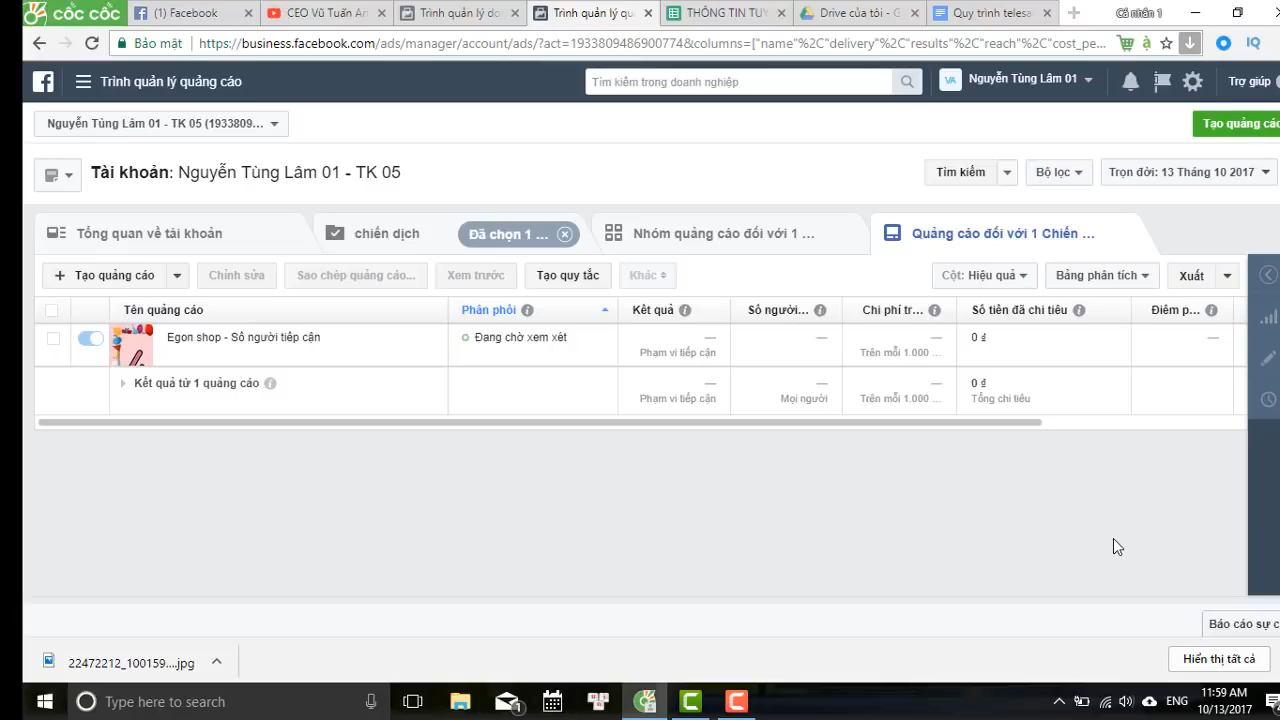 cốc cốc
(1) Facebook
CEO Vũ Tuấn An
Trình quản lý do
Trình quản lý qu
THÔNG TIN TUY
Drive của tôi - G
Quy trình telesa
Cá nhân 1
Bảo mật
https://business.facebook.com/ads/manager/account/ads/?act=1933809486900774&columns=["name"%2C"delivery"%2C"results"%2C"reach"%2C"cost_pe...
IQ
Trình quản lý quảng cáo
Tìm kiếm trong doanh nghiệp
VA
Nguyễn Tùng Lâm 01
Trợ giúp
Nguyễn Tùng Lâm 01 - TK 05 (1933809...
Tạo quảng cáo
Tài khoản: Nguyễn Tùng Lâm 01 - TK 05
Tìm kiếm
Bộ lọc
Trọn đời: 13 Tháng 10 2017
Tổng quan về tài khoản
chiến dịch
Đã chọn 1 ...
Nhóm quảng cáo đối với 1 ...
Quảng cáo đối với 1 Chiến ...
+ Tạo quảng cáo
Chỉnh sửa
Sao chép quảng cáo...
Xem trước
Tạo quy tắc
Khác
Cột: Hiệu quả
Bảng phân tích
Xuất
Tên quảng cáo
Phân phối
Kết quả
Số người...
Chi phí tr...
Số tiền đã chi tiêu
Điểm p...
Egon shop - Số người tiếp cận
Đang chờ xem xét
—
Phạm vi tiếp cận
—
—
Trên mỗi 1.000 ...
0 ₫
—
Kết quả từ 1 quảng cáo
—
Phạm vi tiếp cận
—
Mọi người
—
Trên mỗi 1.000 ...
0 ₫
Tổng chi tiêu
Báo cáo sự c
22472212_100159....jpg
Hiển thị tất cả
Type here to search
1
ENG
11:59 AM
10/13/2017